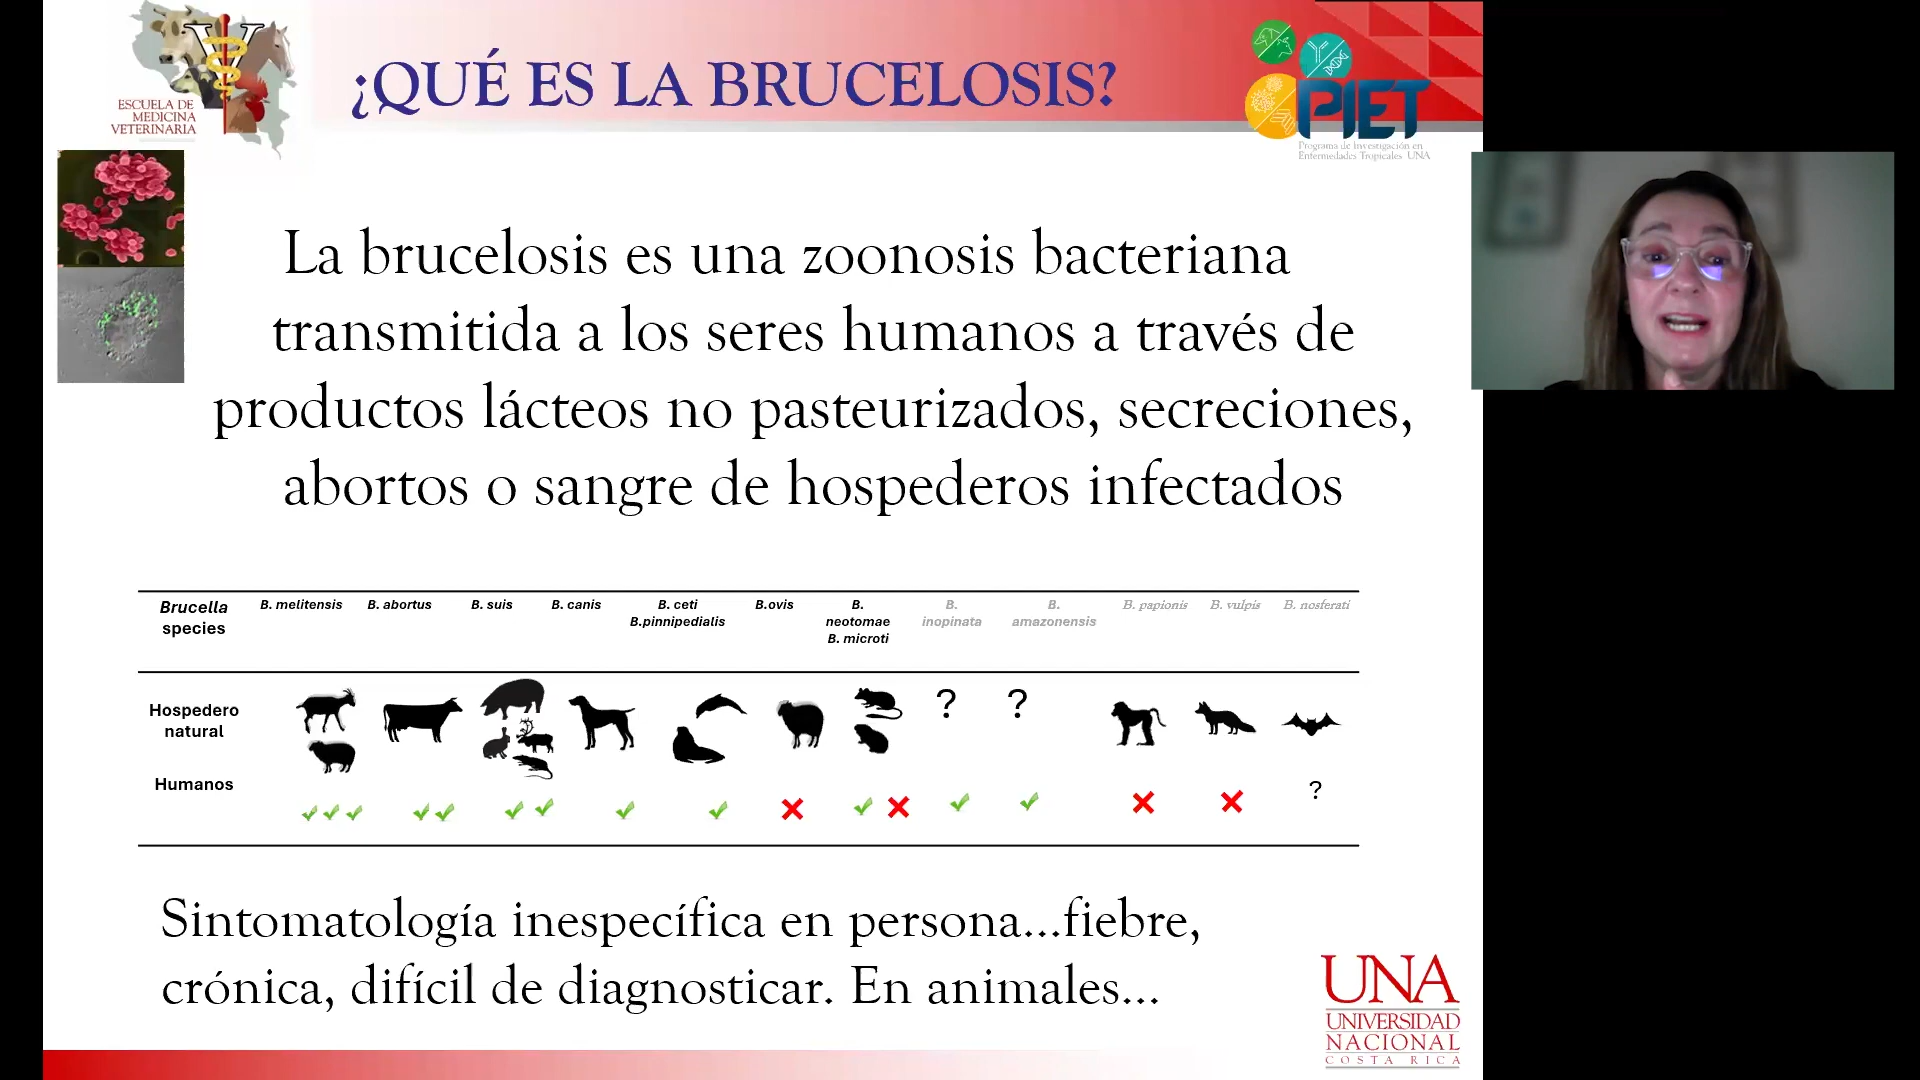 ESCUELA DE
MEDICINA
VETERINARIA
V
¿QUÉ ES LA BRUCELOSIS?
PIET
Programa de Investigación en
Enfermedades Tropicales UNA
La brucelosis es una zoonosis bacteriana
transmitida a los seres humanos a través de
productos lácteos no pasteurizados, secreciones,
abortos o sangre de hospederos infectados
Brucella species
B. melitensis
B. abortus
B. suis
B. canis
B. ceti
B.pinnipedialis
B.ovis
B. neotomae
B. microti
B. inopinata
B. amazonensis
B. papionis
B. vulpis
B. nosferati
Hospedero natural
? ?
Humanos
?
Sintomatología inespecífica en persona...fiebre,
crónica, difícil de diagnosticar. En animales...
UNA
UNIVERSIDAD
NACIONAL
COSTA RICA